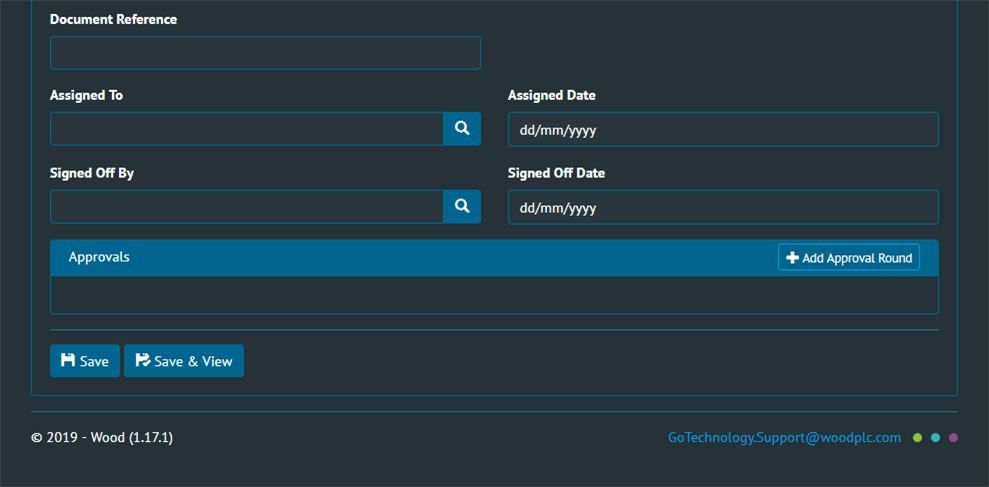 Document Reference
Assigned To
Assigned Date
dd/mm/yyyy
Signed Off By
Signed Off Date
dd/mm/yyyy
Approvals
Add Approval Round
Save
Save & View
© 2019 - Wood (1.17.1)
GoTechnology.Support@woodplc.com